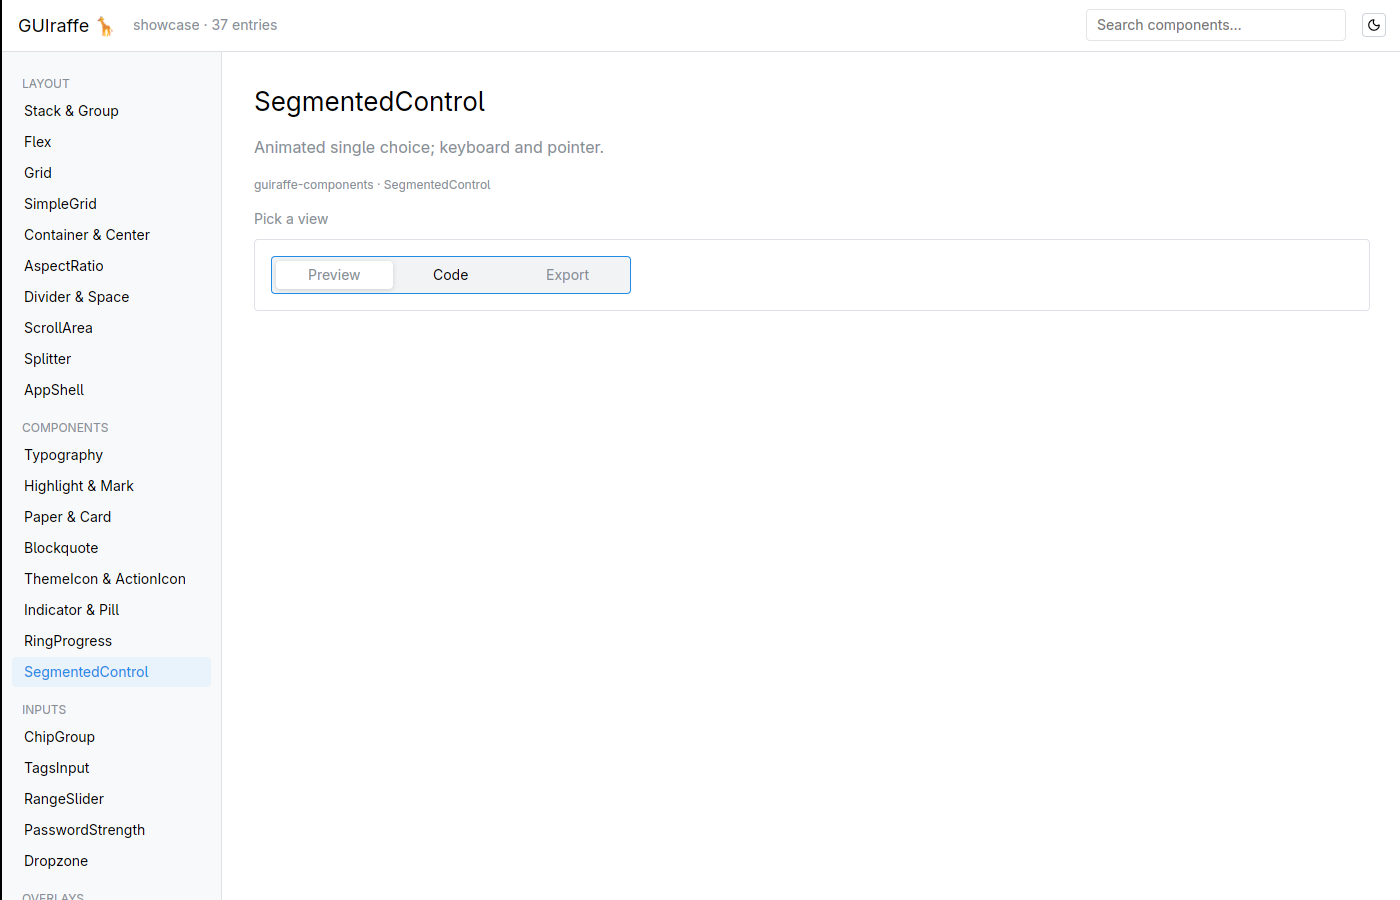 GUIraffe 🦒 showcase · 37 entries Search components...
LAYOUT
Stack & Group
Flex
Grid
SimpleGrid
Container & Center
AspectRatio
Divider & Space
ScrollArea
Splitter
AppShell
COMPONENTS
Typography
Highlight & Mark
Paper & Card
Blockquote
ThemeIcon & ActionIcon
Indicator & Pill
RingProgress
SegmentedControl
INPUTS
ChipGroup
TagsInput
RangeSlider
PasswordStrength
Dropzone
OVERLAYS
SegmentedControl
Animated single choice; keyboard and pointer.
guiraffe-components · SegmentedControl
Pick a view
Preview Code Export